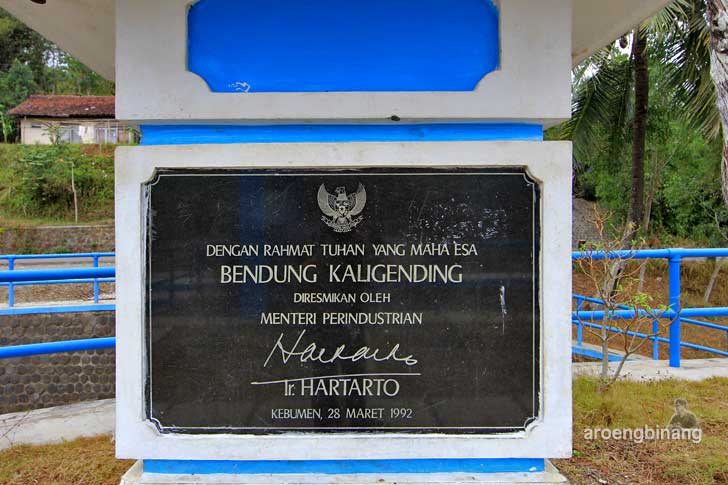 DENGAN RAHMAT TUHAN YANG MAHA ESA
BENDUNG KALIGENDING
DIRESMIKAN OLEH
MENTERI PERINDUSTRIAN
Hartarto
Ir. HARTARTO
KEBUMEN, 28 MARET 1992
aroengbinang